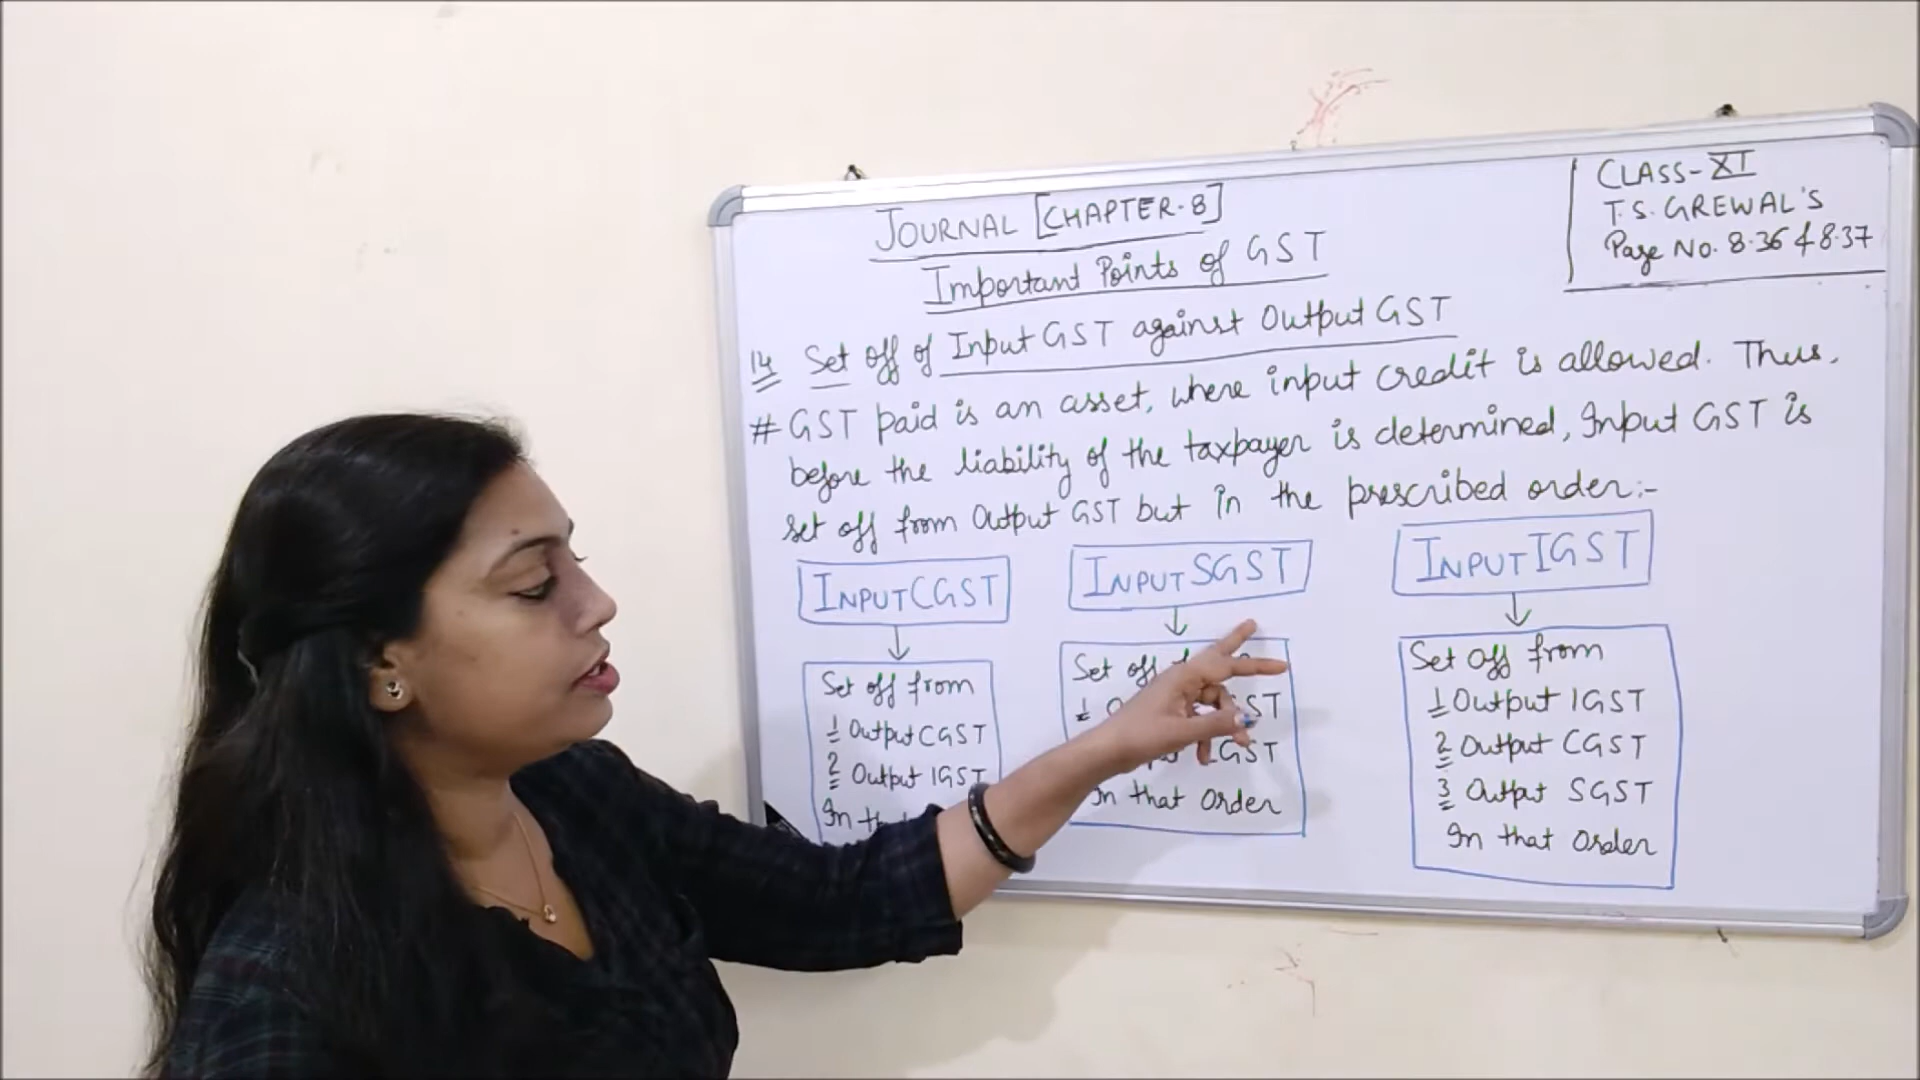 JOURNAL [CHAPTER-8]
Important Points of GST
CLASS-XI
T.S. GREWAL'S
Page No. 8.36 & 8.37
14 Set off of Input GST against Output GST
# GST paid is an asset, where input credit is allowed. Thus,
before the liability of the taxpayer is determined, Input GST is
set off from Output GST but in the prescribed order:-
INPUT CGST
Set off from
1 Output CGST
2 Output IGST
In
INPUT SGST
Set off
1
GST
In that Order
INPUT IGST
Set off from
1 Output IGST
2 Output CGST
3 Output SGST
In that Order